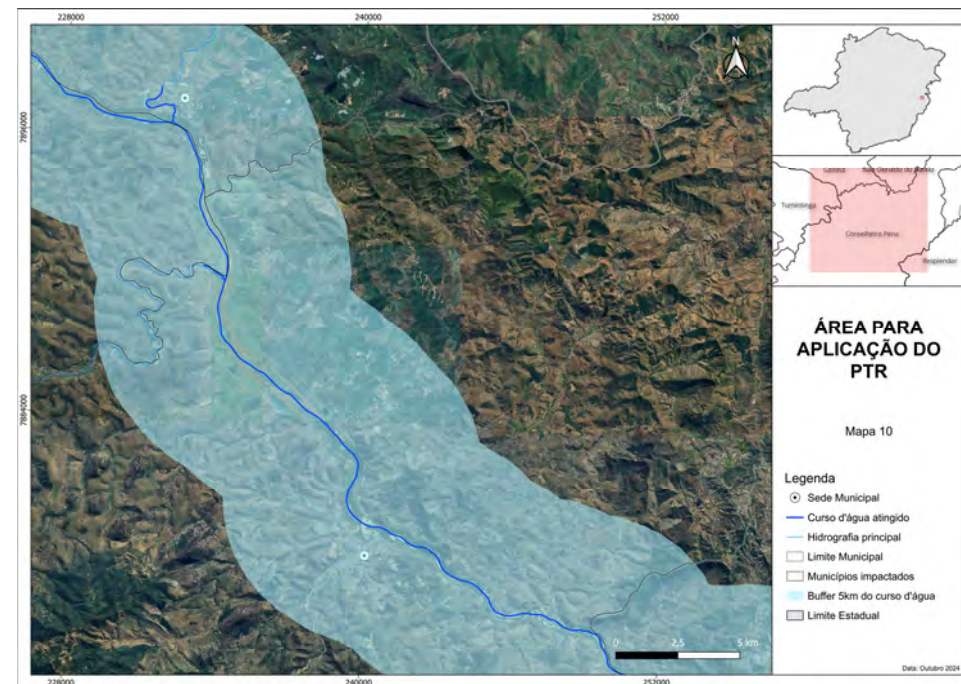 228000
240000
252000
N
7896000
7884000
Galiléia
São Geraldo do
Tumiritinga
Conselheiro Pena
Resplendor
ÁREA PARA
APLICAÇÃO DO
PTR
Mapa 10
Legenda
Sede Municipal
Curso d'água atingido
Hidrografia principal
Limite Municipal
Municípios impactados
Buffer 5km do curso d'água
Limite Estadual
0
2,5
5 km
Data: Outubro 2024
228000
240000
252000